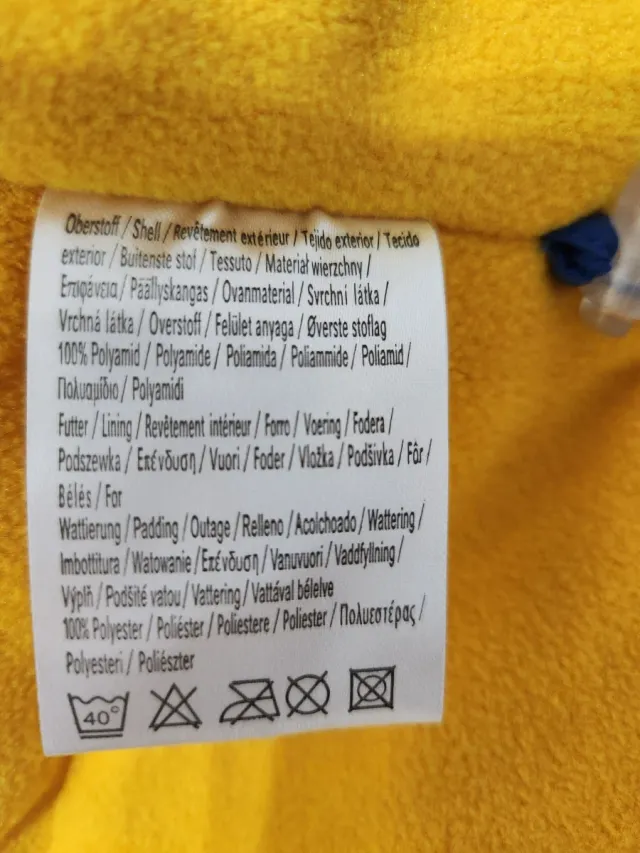 Oberstoff / Shell / Revêtement extérieur / Tejido exterior / Tecido
exterior / Buitenste stof / Tessuto / Materiał wierzchny /
Επιφάνεια / Päällyskangas / Ovanmaterial / Svrchní látka /
Vrchná látka / Overstoff / Felület anyaga / Øverste stoflag
100% Polyamid / Polyamide / Poliamida / Poliammide / Poliamid /
Πολυαμίδιο / Polyamidi
Futter / Lining / Revêtement intérieur / Forro / Voering / Fodera /
Podszewka / Επένδυση / Vuori / Foder / Vložka / Podšívka / Fôr /
Bélés / For
Wattierung / Padding / Outage / Relleno / Acolchoado / Wattering /
Imbottitura / Watowanie / Επένδυση / Vanuvuori / Vaddfyllning /
Výplň / Podšité vatou / Vattering / Vattával bélelve
100% Polyester / Poliéster / Poliestere / Poliester / Πολυεστέρας /
Polyesteri / Poliészter
40°